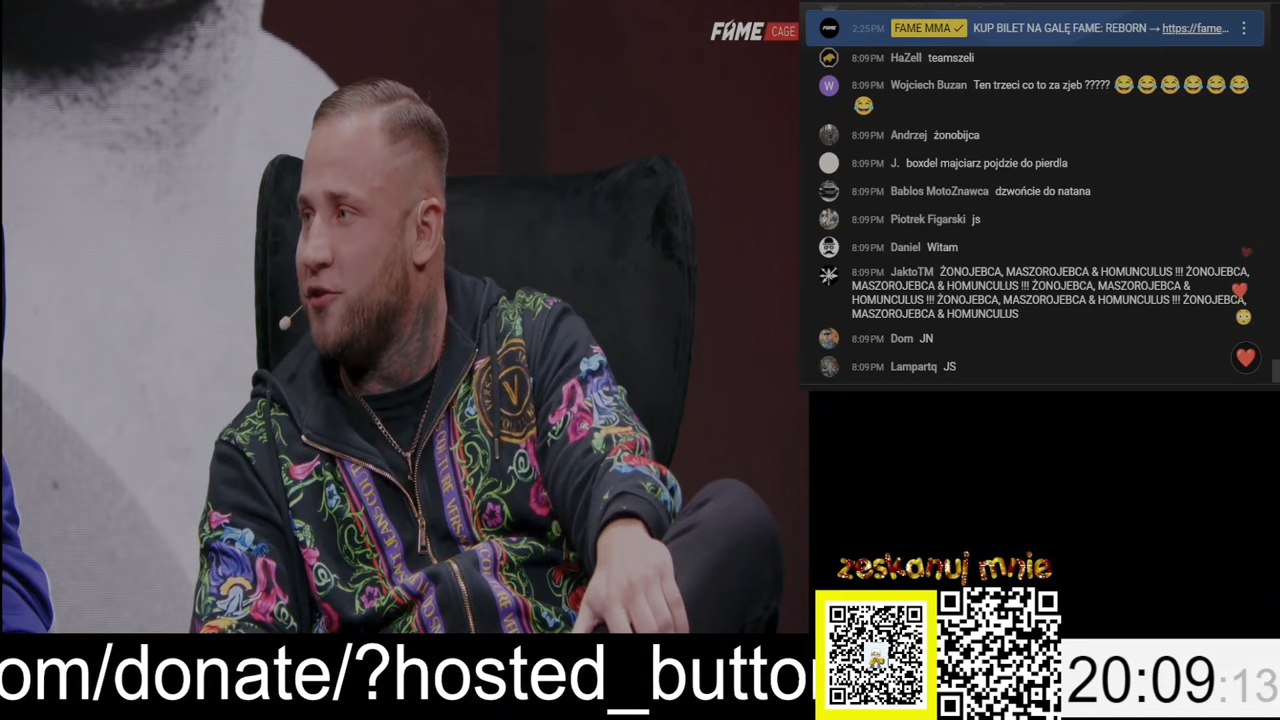 FAME CAGE
2:25PM FAME MMA ✓ KUP BILET NA GALĘ FAME: REBORN → https://fame...
8:09PM HaZell teamszeli
W 8:09PM Wojciech Buzan Ten trzeci co to za zjeb ????? 😂😂😂😂😂😂
😂
8:09PM Andrzej żonobijca
8:09PM J. boxdel majciarz pojdzie do pierdla
8:09PM Bablos MotoZnawca dzwońcie do natana
8:09PM Piotrek Figarski js
8:09PM Daniel Witam
8:09PM JaktoTM ŻONOJEBCA, MASZOROJEBCA & HOMUNCULUS !!! ŻONOJEBCA,
MASZOROJEBCA & HOMUNCULUS !!! ŻONOJEBCA, MASZOROJEBCA &
HOMUNCULUS !!! ŻONOJEBCA, MASZOROJEBCA & HOMUNCULUS !!! ŻONOJEBCA,
MASZOROJEBCA & HOMUNCULUS
8:09PM Dom JN
8:09PM Lampartq JS
V
COUTURE VERS
JEANS COU
zeskanuj mnie
om/donate/?hosted_butto
20:09:13